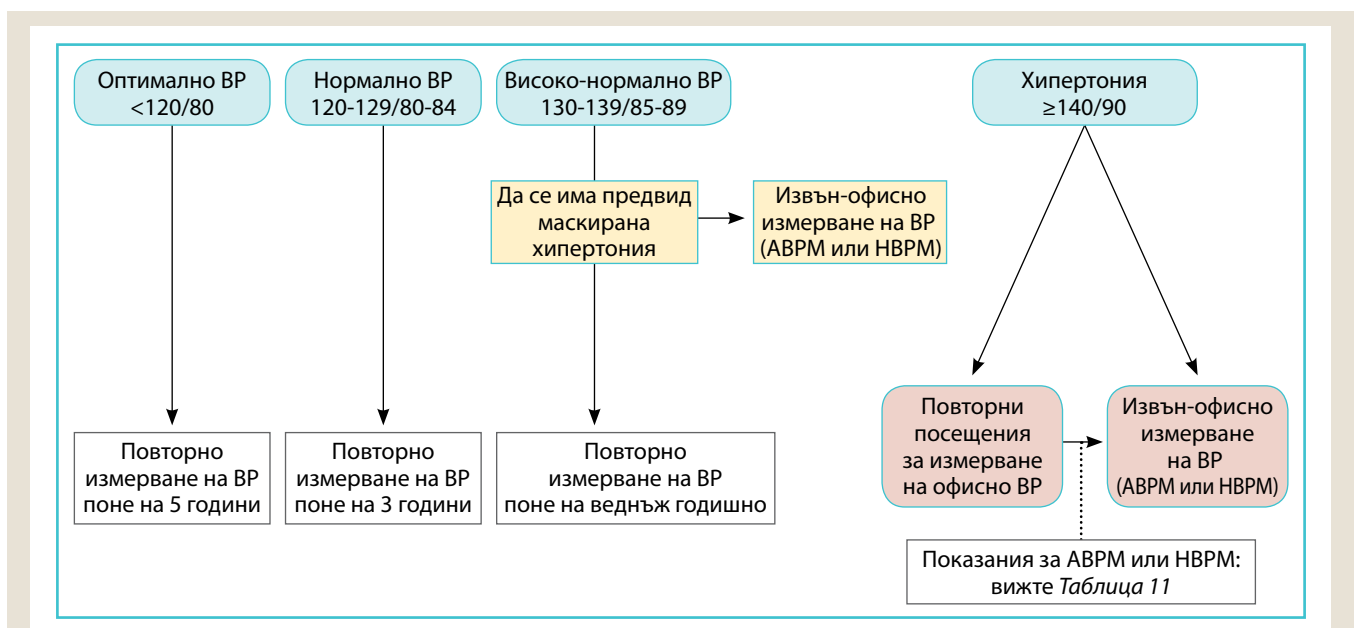 Оптимално ВР
<120/80
Нормално ВР
120-129/80-84
Високо-нормално ВР
130-139/85-89
Хипертония
≥140/90
Да се има предвид
маскирана
хипертония
Извън-офисно
измерване на ВР
(АВРМ или НВРМ)
Повторно
измерване на ВР
поне на 5 години
Повторно
измерване на ВР
поне на 3 години
Повторно
измерване на ВР
поне на веднъж годишно
Повторни
посещения
за измерване
на офисно ВР
Извън-офисно
измерване
на ВР
(АВРМ или НВРМ)
Показания за АВРМ или НВРМ:
вижте Таблица 11